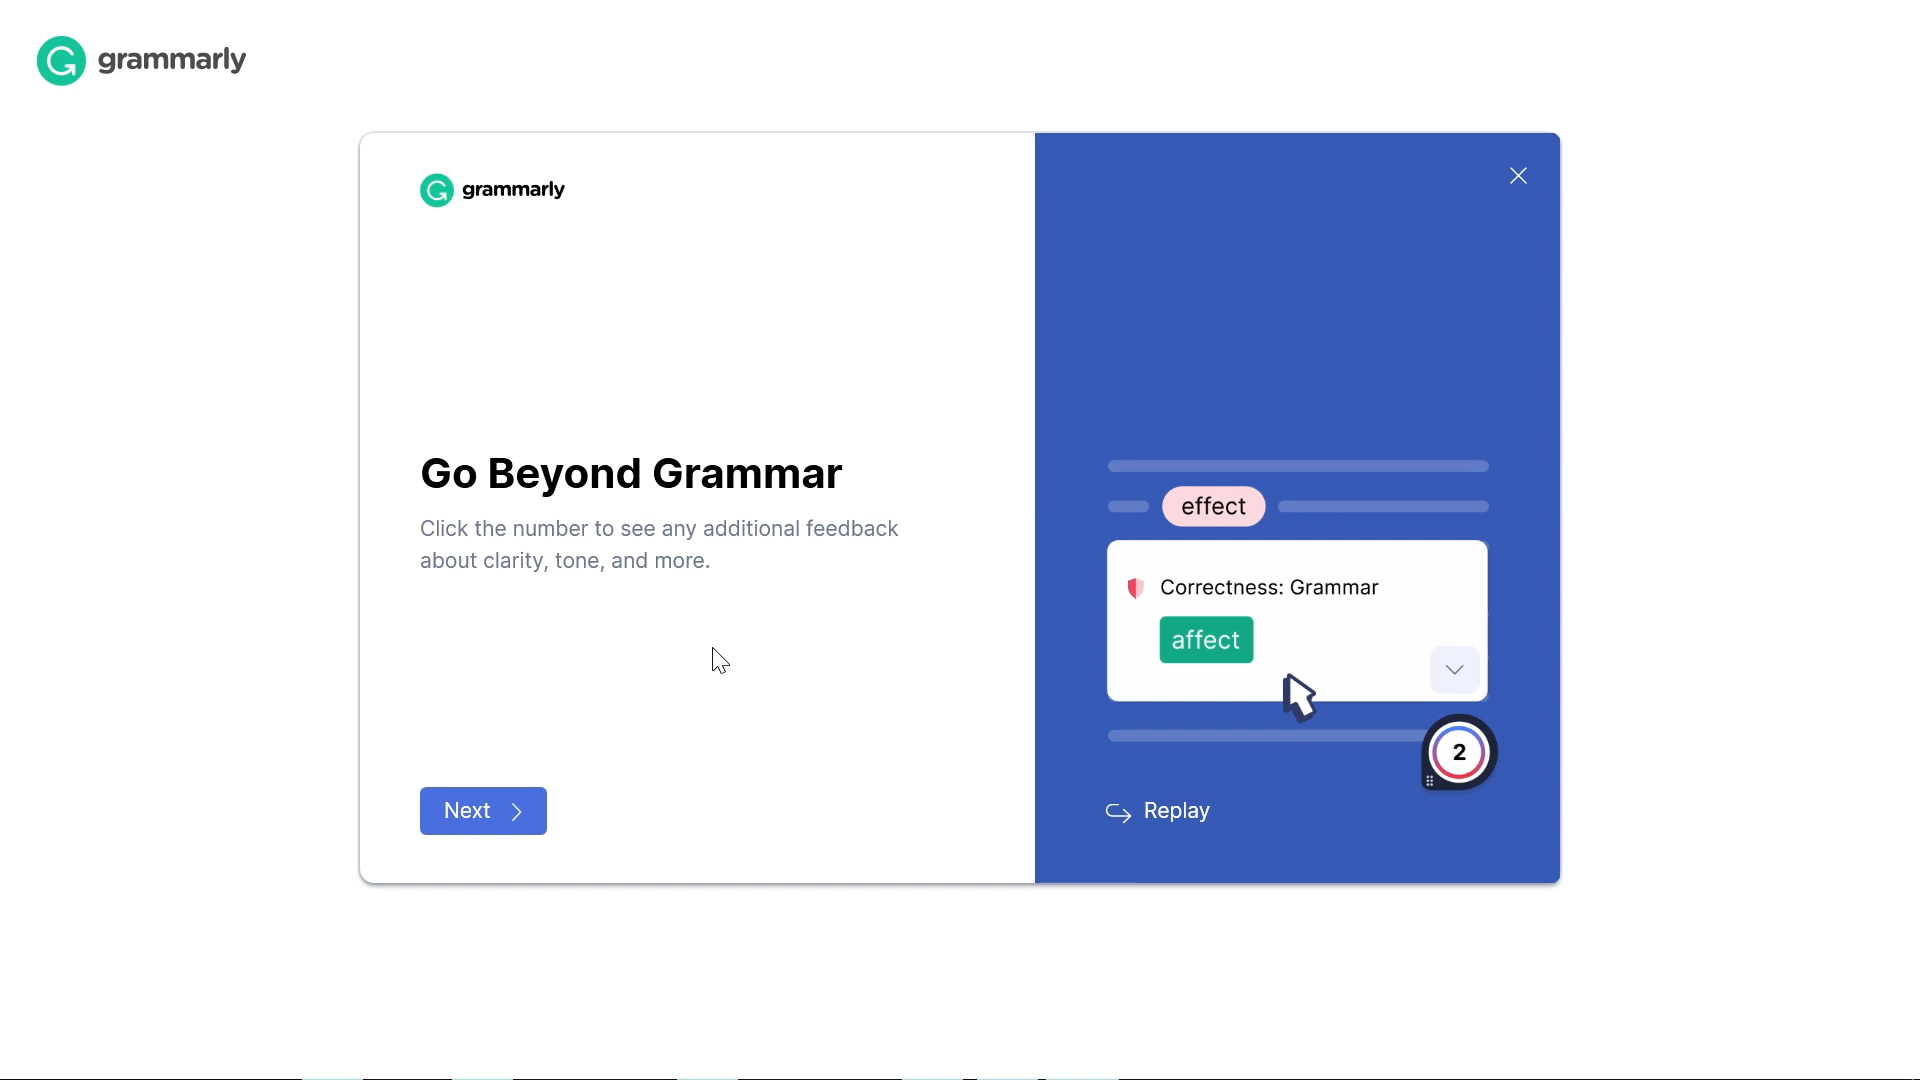 grammarly
grammarly
Go Beyond Grammar
Click the number to see any additional feedback
about clarity, tone, and more.
Next
effect
Correctness: Grammar
affect
2
Replay